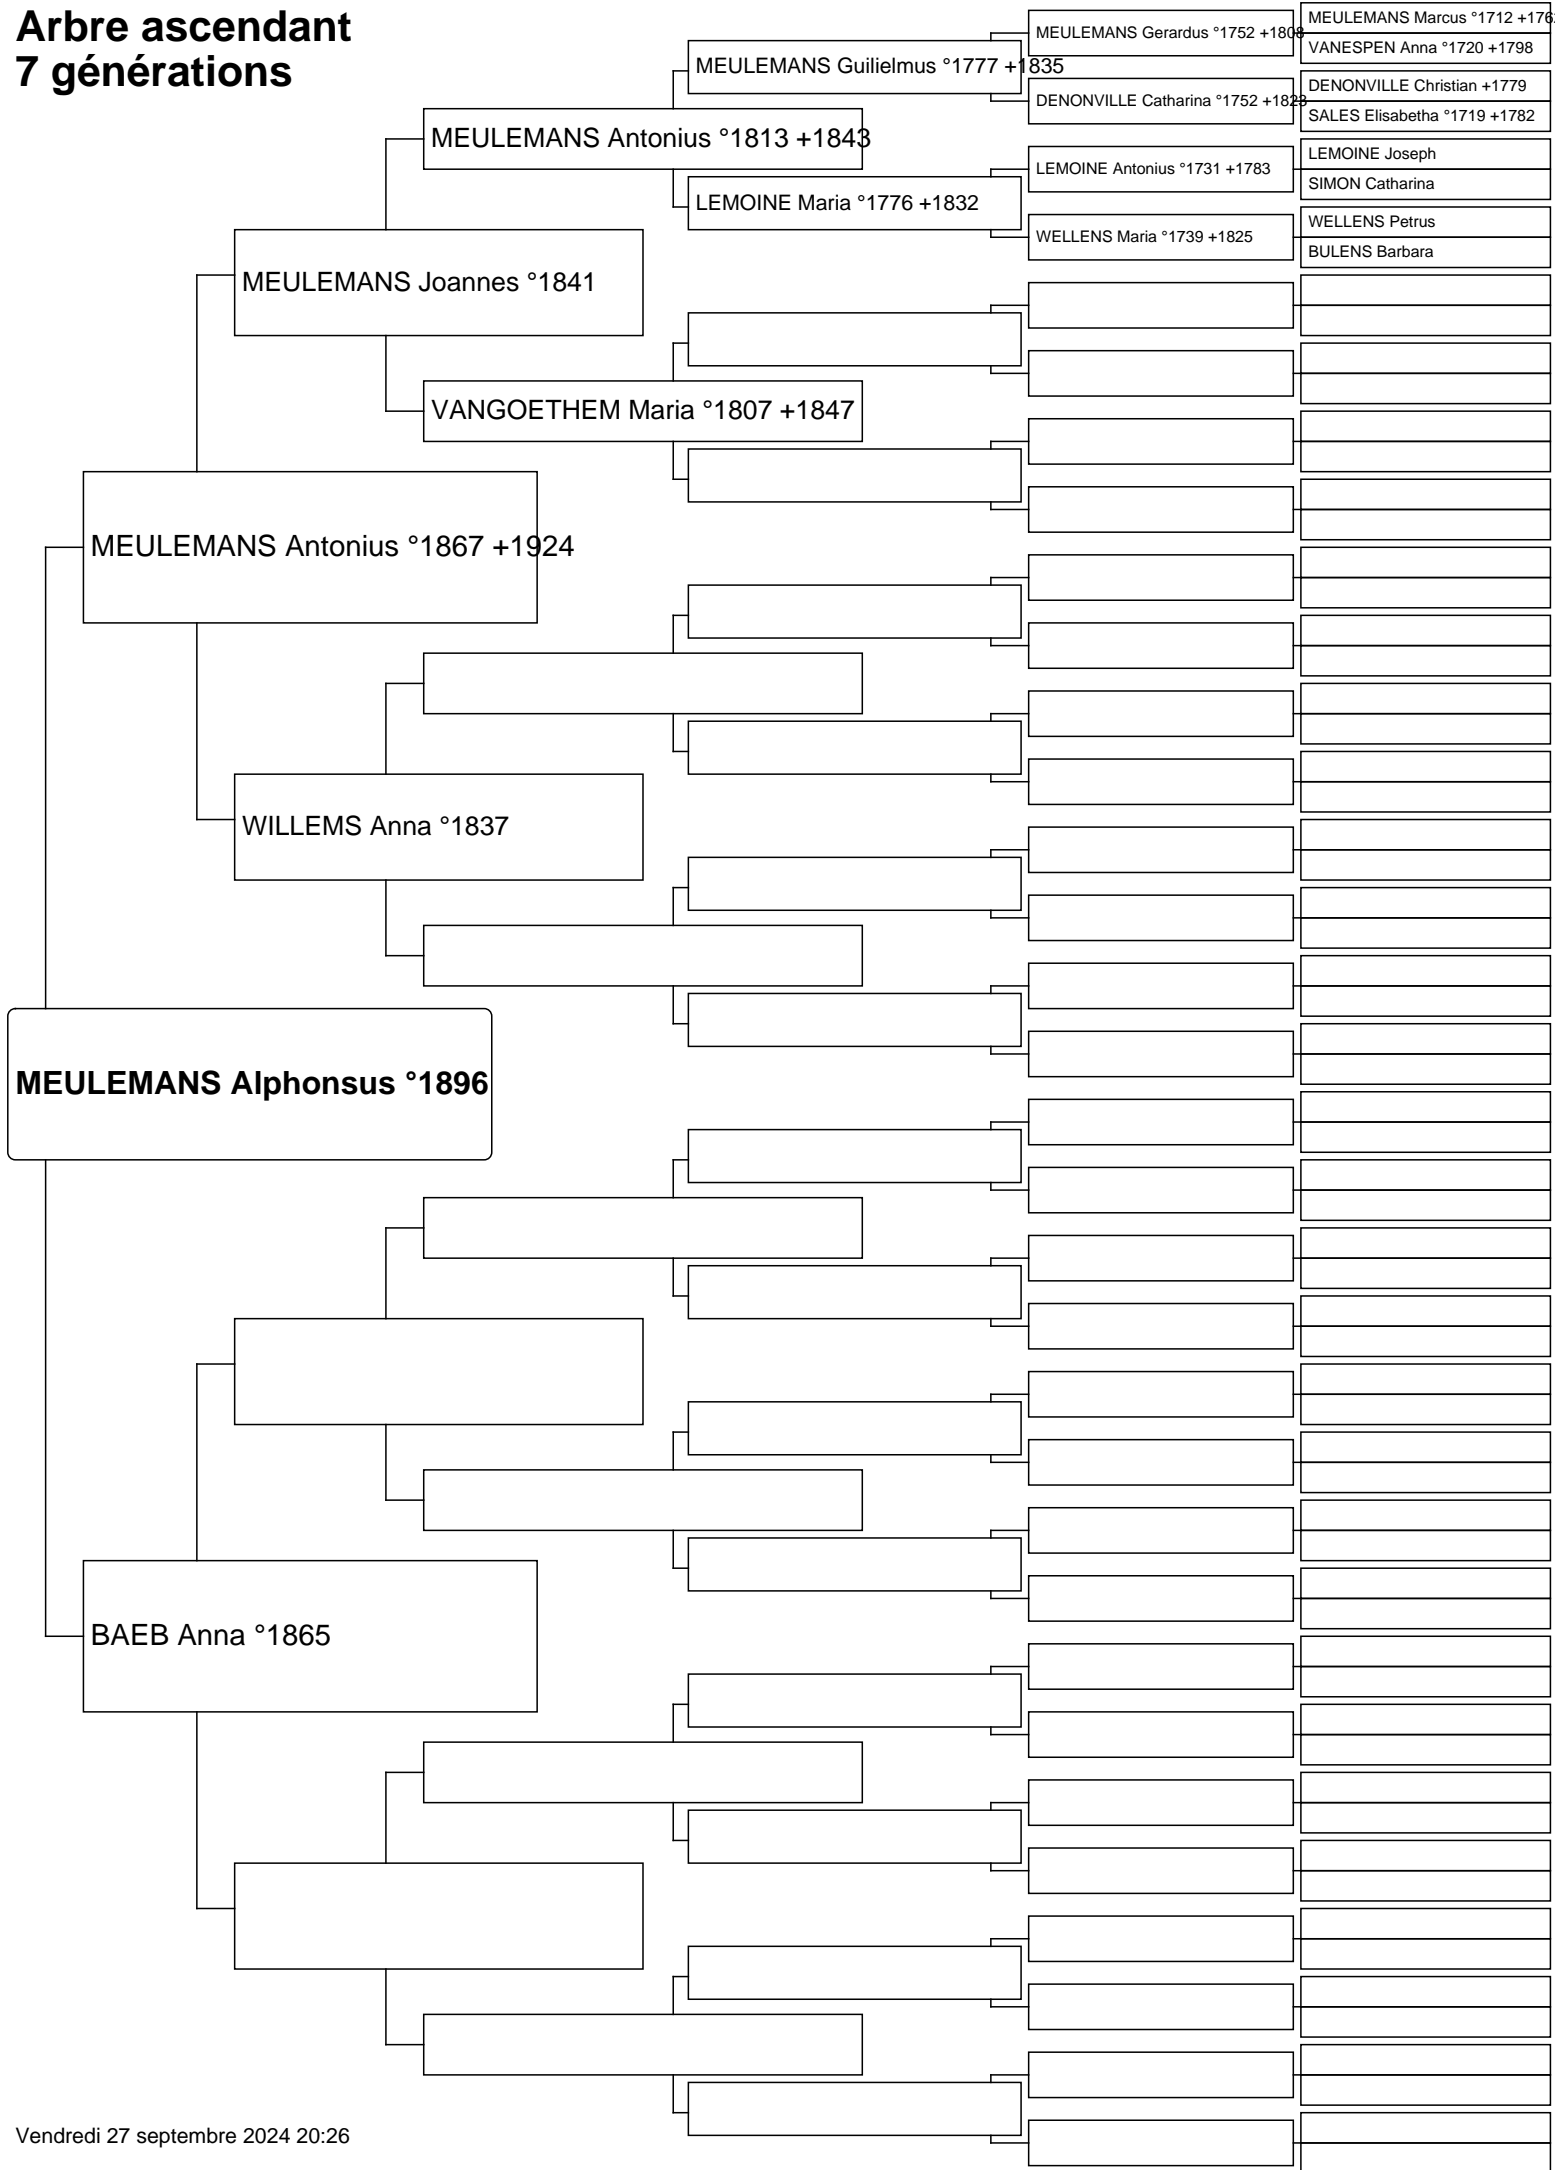 Arbre ascendant
7 générations
MEULEMANS Alphonsus °1896
MEULEMANS Antonius °1867 +1924
BAEB Anna °1865
MEULEMANS Joannes °1841
WILLEMS Anna °1837
MEULEMANS Antonius °1813 +1843
VANGOETHEM Maria °1807 +1847
MEULEMANS Guilielmus °1777 +1835
LEMOINE Maria °1776 +1832
MEULEMANS Gerardus °1752 +1808
DENONVILLE Catharina °1752 +1823
LEMOINE Antonius °1731 +1783
WELLENS Maria °1739 +1825
MEULEMANS Marcus °1712
VANESPEN Anna °1720 +1798
DENONVILLE Christian +1779
SALES Elisabetha °1719 +1782
LEMOINE Joseph
SIMON Catharina
WELLENS Petrus
BULENS Barbara
Vendredi 27 septembre 2024 20:26